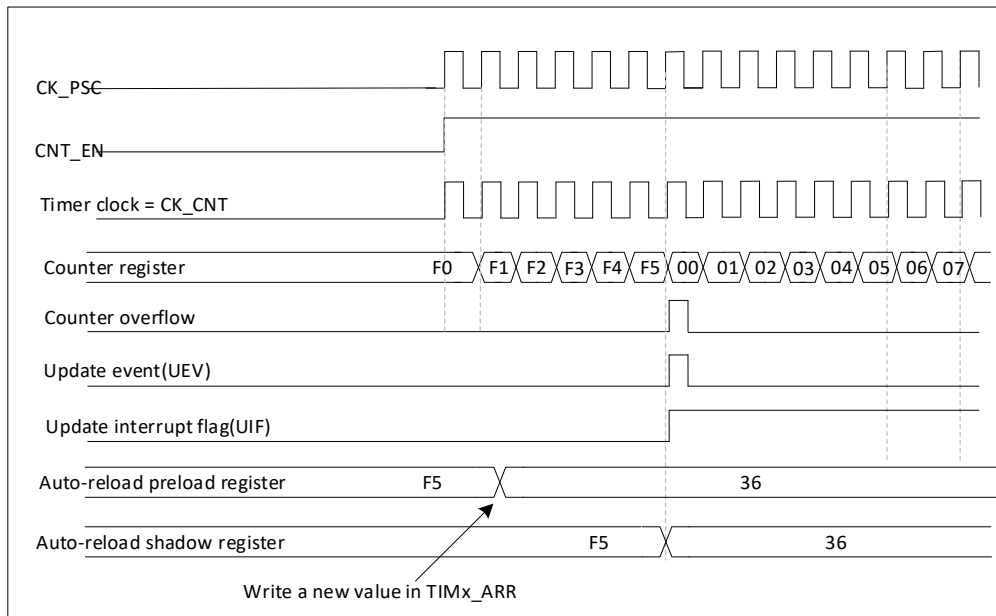 CK_PSC
CNT_EN
Timer clock = CK_CNT
Counter register F0 F1 F2 F3 F4 F5 00 01 02 03 04 05 06 07
Counter overflow
Update event(UEV)
Update interrupt flag(UIF)
Auto-reload preload register F5 36
Auto-reload shadow register F5 36
Write a new value in TIMx_ARR